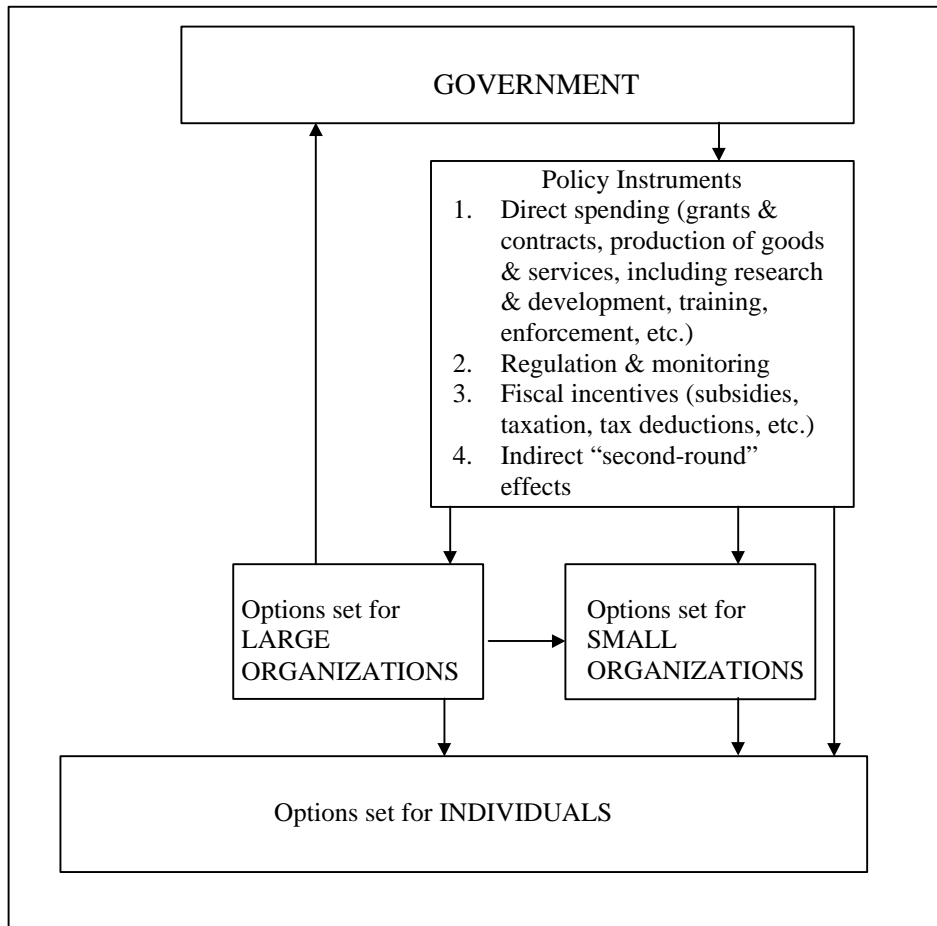 GOVERNMENT
Policy Instruments
1. Direct spending (grants &
contracts, production of goods
& services, including research
& development, training,
enforcement, etc.)
2. Regulation & monitoring
3. Fiscal incentives (subsidies,
taxation, tax deductions, etc.)
4. Indirect “second-round”
effects
Options set for
LARGE
ORGANIZATIONS
Options set for
SMALL
ORGANIZATIONS
Options set for INDIVIDUALS